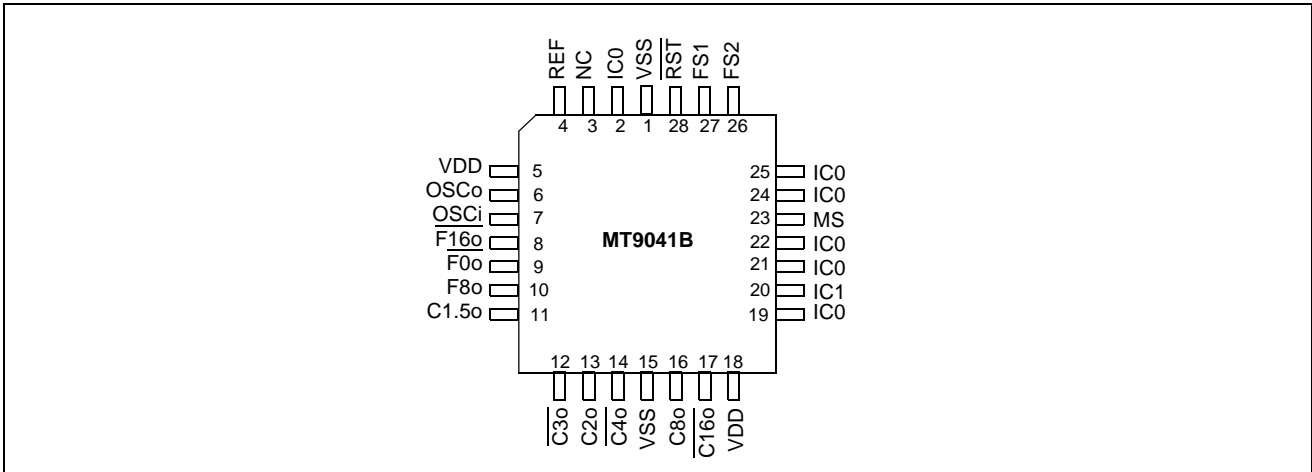 REF
NC
IC0
VSS
RST
FS1
FS2
4
3
2
1
28
27
26
VDD 5
OSCo 6
OSCi 7
F16o 8
F0o 9
F8o 10
C1.5o 11
MT9041B
25 IC0
24 IC0
23 MS
22 IC0
21 IC0
20 IC1
19 IC0
12
13
14
15
16
17
18
C3o
C2o
C4o
VSS
C8o
C16o
VDD